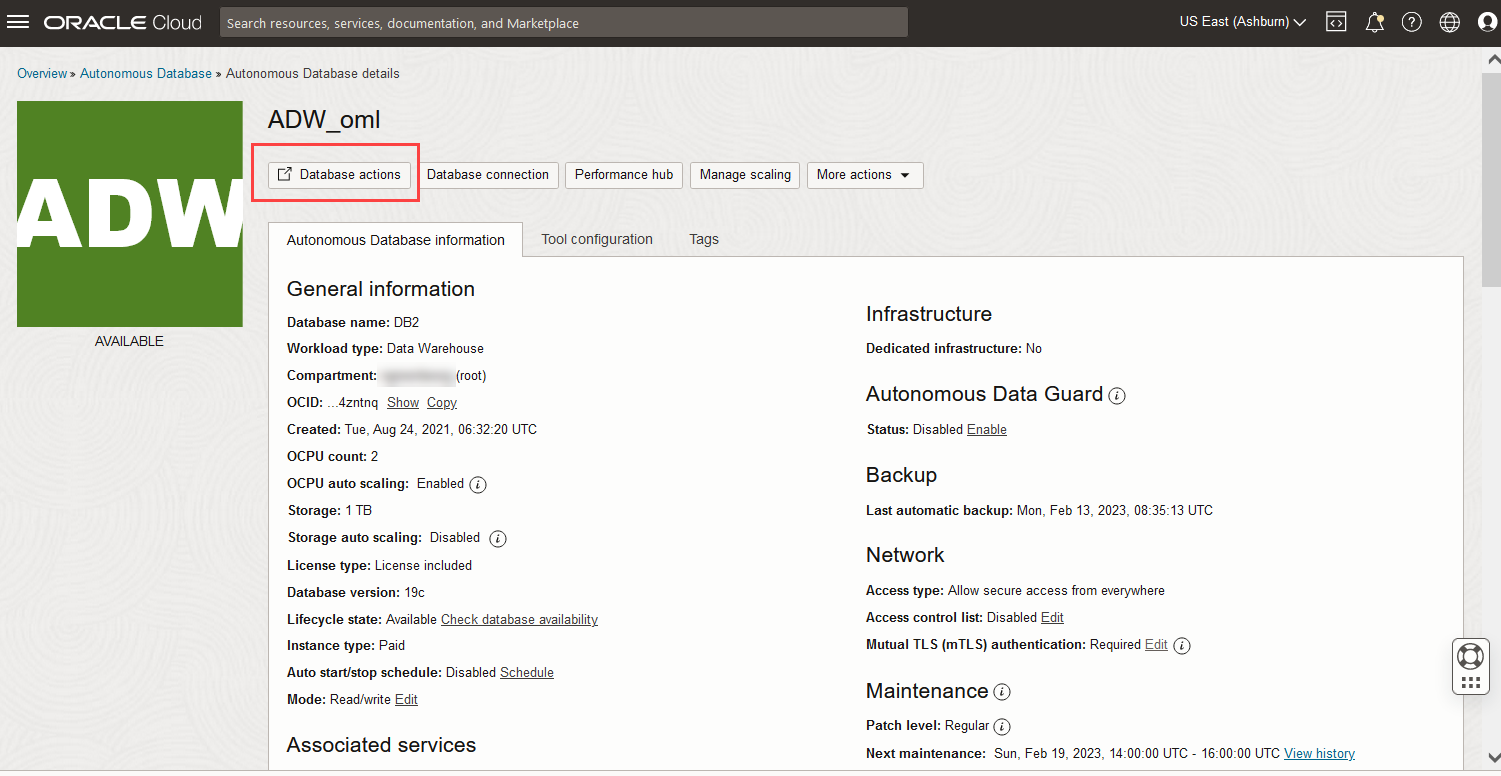 ORACLE Cloud
Search resources, services, documentation, and Marketplace
US East (Ashburn)
Overview » Autonomous Database » Autonomous Database details
ADW
AVAILABLE
ADW_oml
Database actions
Database connection
Performance hub
Manage scaling
More actions
Autonomous Database information
Tool configuration
Tags
General information
Database name: DB2
Workload type: Data Warehouse
Compartment: (root)
OCID: ...4zntnq Show Copy
Created: Tue, Aug 24, 2021, 06:32:20 UTC
OCPU count: 2
OCPU auto scaling: Enabled
Storage: 1 TB
Storage auto scaling: Disabled
License type: License included
Database version: 19c
Lifecycle state: Available Check database availability
Instance type: Paid
Auto start/stop schedule: Disabled Schedule
Mode: Read/write Edit
Associated services
Infrastructure
Dedicated infrastructure: No
Autonomous Data Guard
Status: Disabled Enable
Backup
Last automatic backup: Mon, Feb 13, 2023, 08:35:13 UTC
Network
Access type: Allow secure access from everywhere
Access control list: Disabled Edit
Mutual TLS (mTLS) authentication: Required Edit
Maintenance
Patch level: Regular
Next maintenance: Sun, Feb 19, 2023, 14:00:00 UTC - 16:00:00 UTC View history